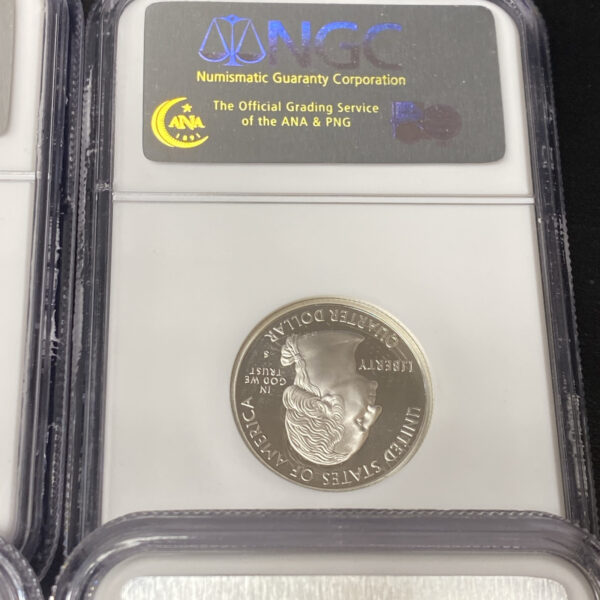 NGC
Numismatic Guaranty Corporation
The Official Grading Service
of the ANA & PNG
ANA
1891
UNITED STATES OF AMERICA
LIBERTY
IN
GOD WE
TRUST
S
QUARTER DOLLAR